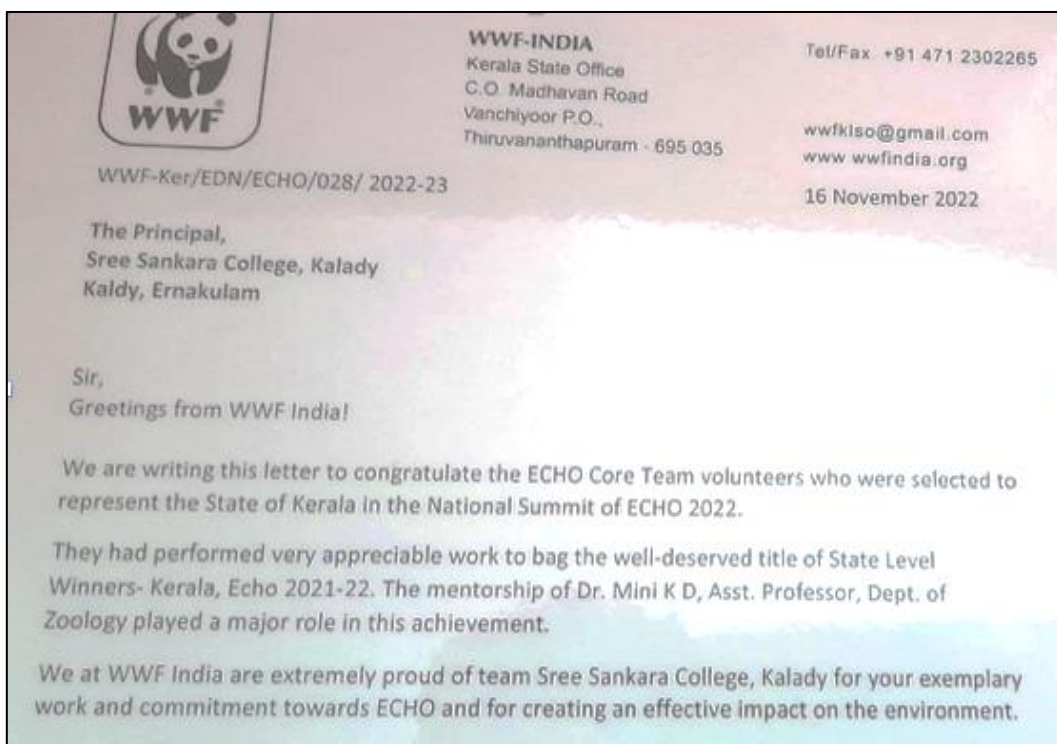 WWF
WWF-INDIA
Kerala State Office
C.O. Madhavan Road
Vanchiyoor P.O.,
Thiruvananthapuram - 695 035
Tel/Fax +91 471 2302265
wwfklso@gmail.com
www wwfindia.org
16 November 2022
WWF-Ker/EDN/ECHO/028/ 2022-23
The Principal,
Sree Sankara College, Kalady
Kaldy, Ernakulam
Sir,
Greetings from WWF India!
We are writing this letter to congratulate the ECHO Core Team volunteers who were selected to
represent the State of Kerala in the National Summit of ECHO 2022.
They had performed very appreciable work to bag the well-deserved title of State Level
Winners- Kerala, Echo 2021-22. The mentorship of Dr. Mini K D, Asst. Professor, Dept. of
Zoology played a major role in this achievement.
We at WWF India are extremely proud of team Sree Sankara College, Kalady for your exemplary
work and commitment towards ECHO and for creating an effective impact on the environment.